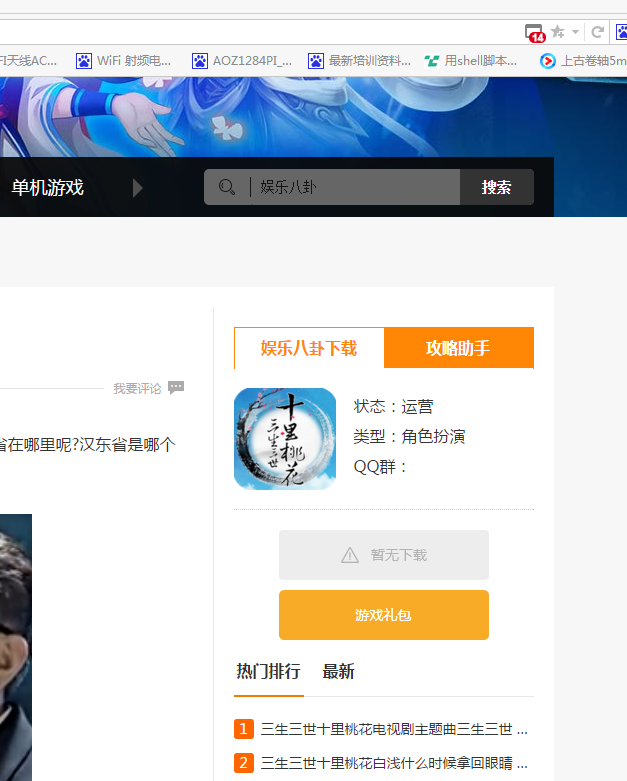 14
FI天线AC... WiFi 射频电... AOZ1284PI_... 最新培训资料... 用shell脚本... 上古卷轴5m
单机游戏 娱乐八卦 搜索
娱乐八卦下载 攻略助手
我要评论
省在哪里呢?汉东省是哪个
十里桃花
三生三世
状态：运营
类型：角色扮演
QQ群：
暂无下载
游戏礼包
热门排行 最新
1 三生三世十里桃花电视剧主题曲三生三世 ...
2 三生三世十里桃花白浅什么时候拿回眼睛 ...